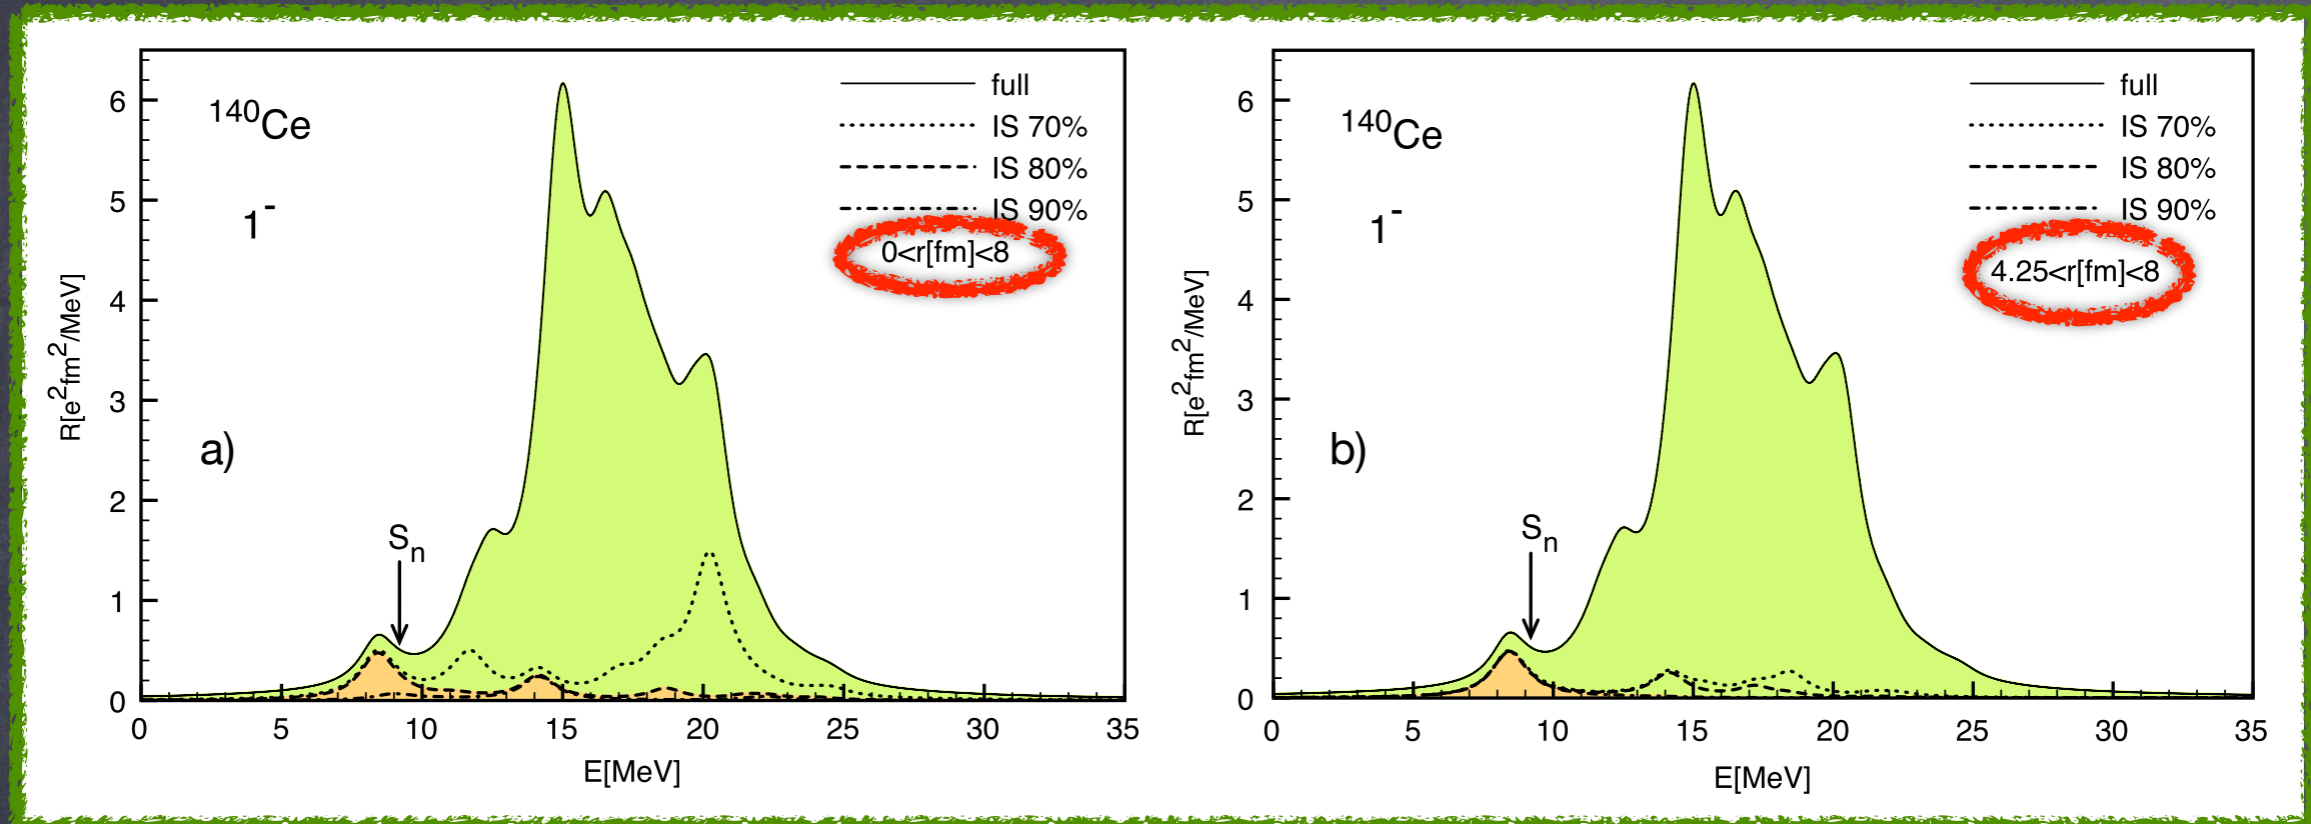 full
6
¹⁴⁰Ce
IS 70%
IS 80%
5
1⁻
IS 90%
0<r[fm]<8
4
R[e²fm²/MeV]
3
a)
2
Sₙ
1
0
0 5 10 15 20 25 30 35
E[MeV]
full
6
¹⁴⁰Ce
IS 70%
IS 80%
5
1⁻
IS 90%
4.25<r[fm]<8
4
R[e²fm²/MeV]
3
b)
2
Sₙ
1
0
0 5 10 15 20 25 30 35
E[MeV]